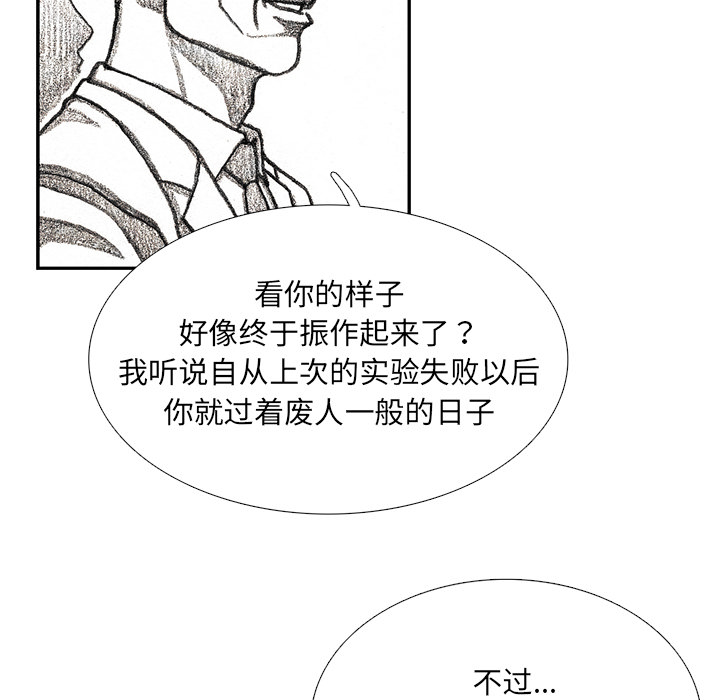 看你的样子
好像终于振作起来了？
我听说自从上次的实验失败以后
你就过着废人一般的日子
不过...